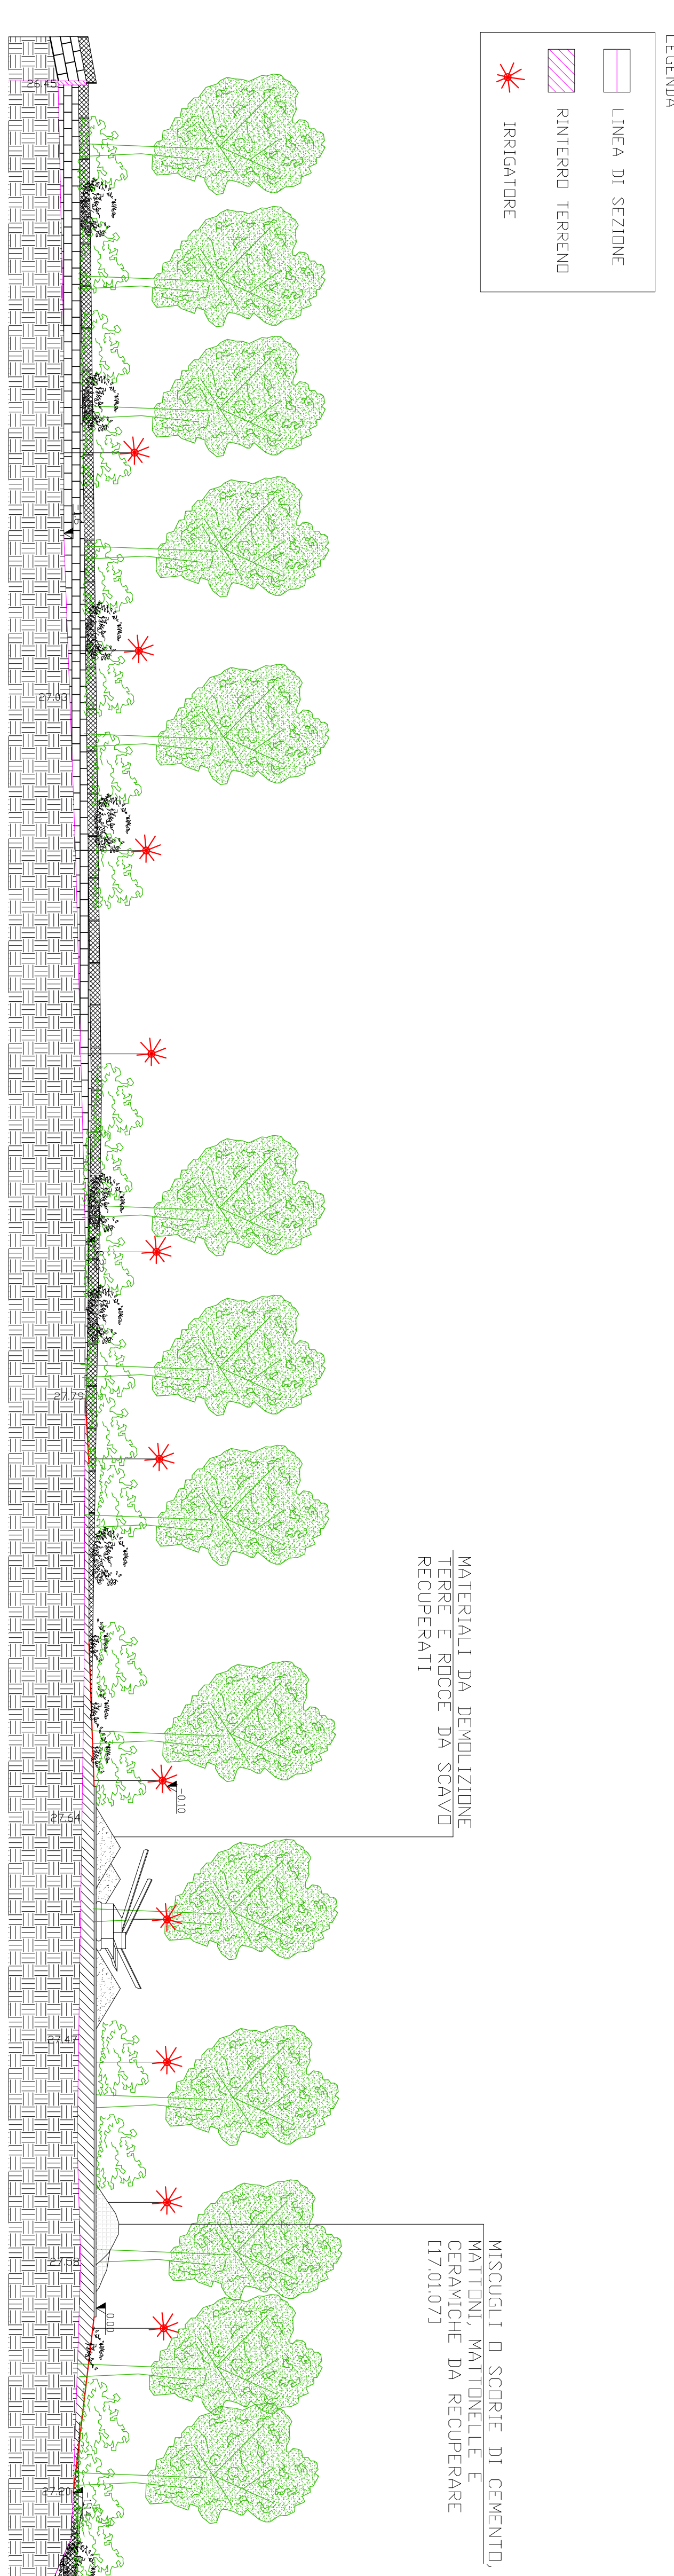 LEGENDA
LINEA DI SEZIONE
RINTERRO TERRENO
IRRIGATORE
26.45
27.03
27.79
MATERIALI DA DEMOLIZIONE
TERRE E ROCCE DA SCAVO
RECUPERATI
-0.10
27.64
27.47
MISCUGLI O SCORIE DI CEMENTO,
MATTONI, MATTONELLE E
CERAMICHE DA RECUPERARE
[17.01.07]
27.58
0.00
27.20